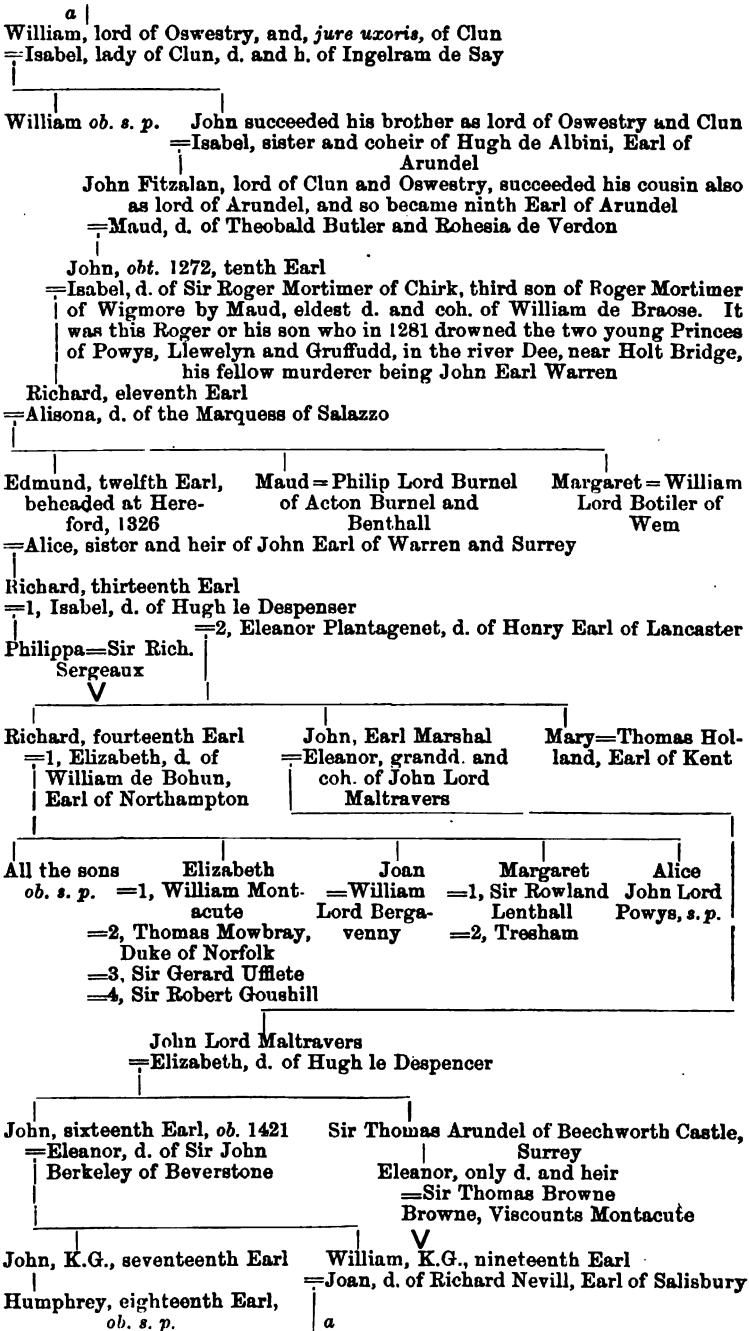 a
William, lord of Oswestry, and, jure uxoris, of Clun
=Isabel, lady of Clun, d. and h. of Ingelram de Say
William ob. s. p. John succeeded his brother as lord of Oswestry and Clun
=Isabel, sister and coheir of Hugh de Albini, Earl of
Arundel
John Fitzalan, lord of Clun and Oswestry, succeeded his cousin also
as lord of Arundel, and so became ninth Earl of Arundel
=Maud, d. of Theobald Butler and Rohesia de Verdon
John, obt. 1272, tenth Earl
=Isabel, d. of Sir Roger Mortimer of Chirk, third son of Roger Mortimer
of Wigmore by Maud, eldest d. and coh. of William de Braose. It
was this Roger or his son who in 1281 drowned the two young Princes
of Powys, Llewelyn and Gruffudd, in the river Dee, near Holt Bridge,
his fellow murderer being John Earl Warren
Richard, eleventh Earl
=Alisona, d. of the Marquess of Salazzo
Edmund, twelfth Earl, Maud=Philip Lord Burnel Margaret=William
beheaded at Here- of Acton Burnel and Lord Botiler of
ford, 1326 Benthall Wem
=Alice, sister and heir of John Earl of Warren and Surrey
Richard, thirteenth Earl
=1, Isabel, d. of Hugh le Despenser
=2, Eleanor Plantagenet, d. of Henry Earl of Lancaster
Philippa=Sir Rich.
Sergeaux
Richard, fourteenth Earl John, Earl Marshal Mary=Thomas Hol-
=1, Elizabeth, d. of =Eleanor, grandd. and land, Earl of Kent
William de Bohun, coh. of John Lord
Earl of Northampton Maltravers
All the sons Elizabeth Joan Margaret Alice
ob. s. p. =1, William Mont- =William =1, Sir Rowland John Lord
acute Lord Berga- Lenthall Powys, s. p.
=2, Thomas Mowbray, venny =2, Tresham
Duke of Norfolk
=3, Sir Gerard Ufflete
=4, Sir Robert Goushill
John Lord Maltravers
=Elizabeth, d. of Hugh le Despencer
John, sixteenth Earl, ob. 1421 Sir Thomas Arundel of Beechworth Castle,
=Eleanor, d. of Sir John Surrey
Berkeley of Beverstone Eleanor, only d. and heir
=Sir Thomas Browne
Browne, Viscounts Montacute
John, K.G., seventeenth Earl William, K.G., nineteenth Earl
=Joan, d. of Richard Nevill, Earl of Salisbury
Humphrey, eighteenth Earl,
ob. s. p. a